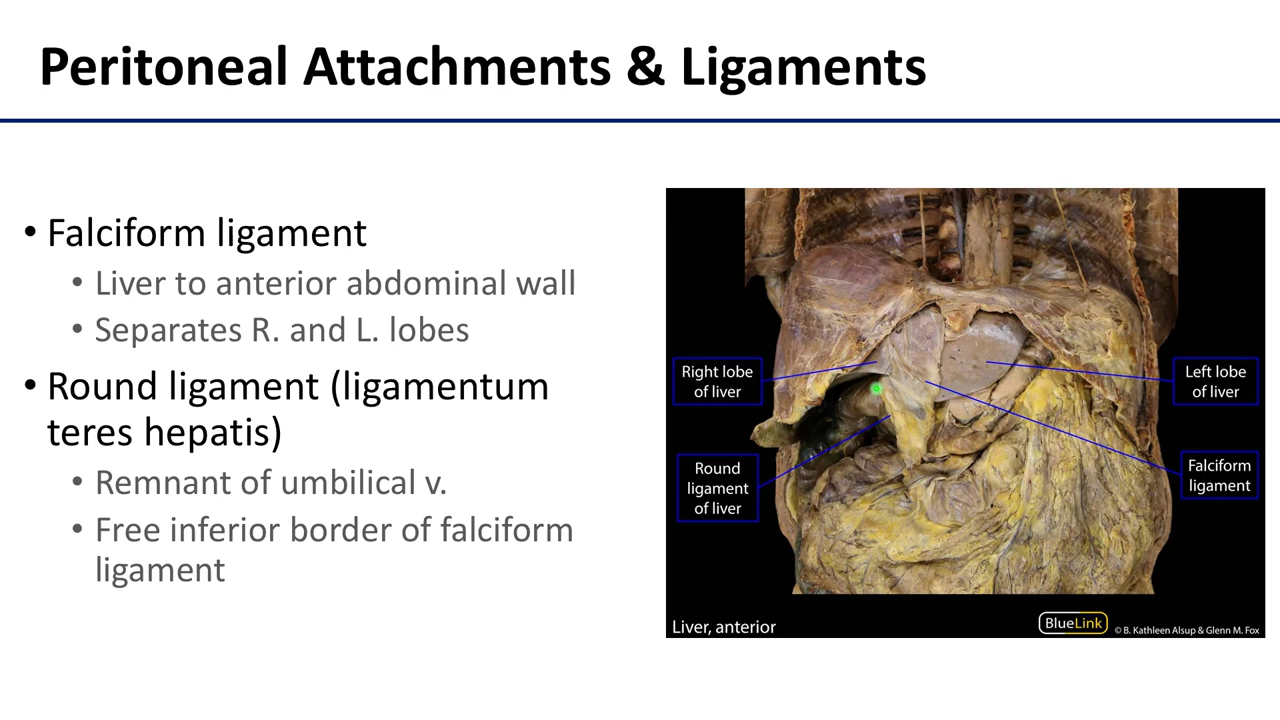 Peritoneal Attachments & Ligaments
• Falciform ligament
• Liver to anterior abdominal wall
• Separates R. and L. lobes
• Round ligament (ligamentum
teres hepatis)
• Remnant of umbilical v.
• Free inferior border of falciform
ligament
Right lobe
of liver
Left lobe
of liver
Round
ligament
of liver
Falciform
ligament
Liver, anterior
BlueLink
© B. Kathleen Alsup & Glenn M. Fox